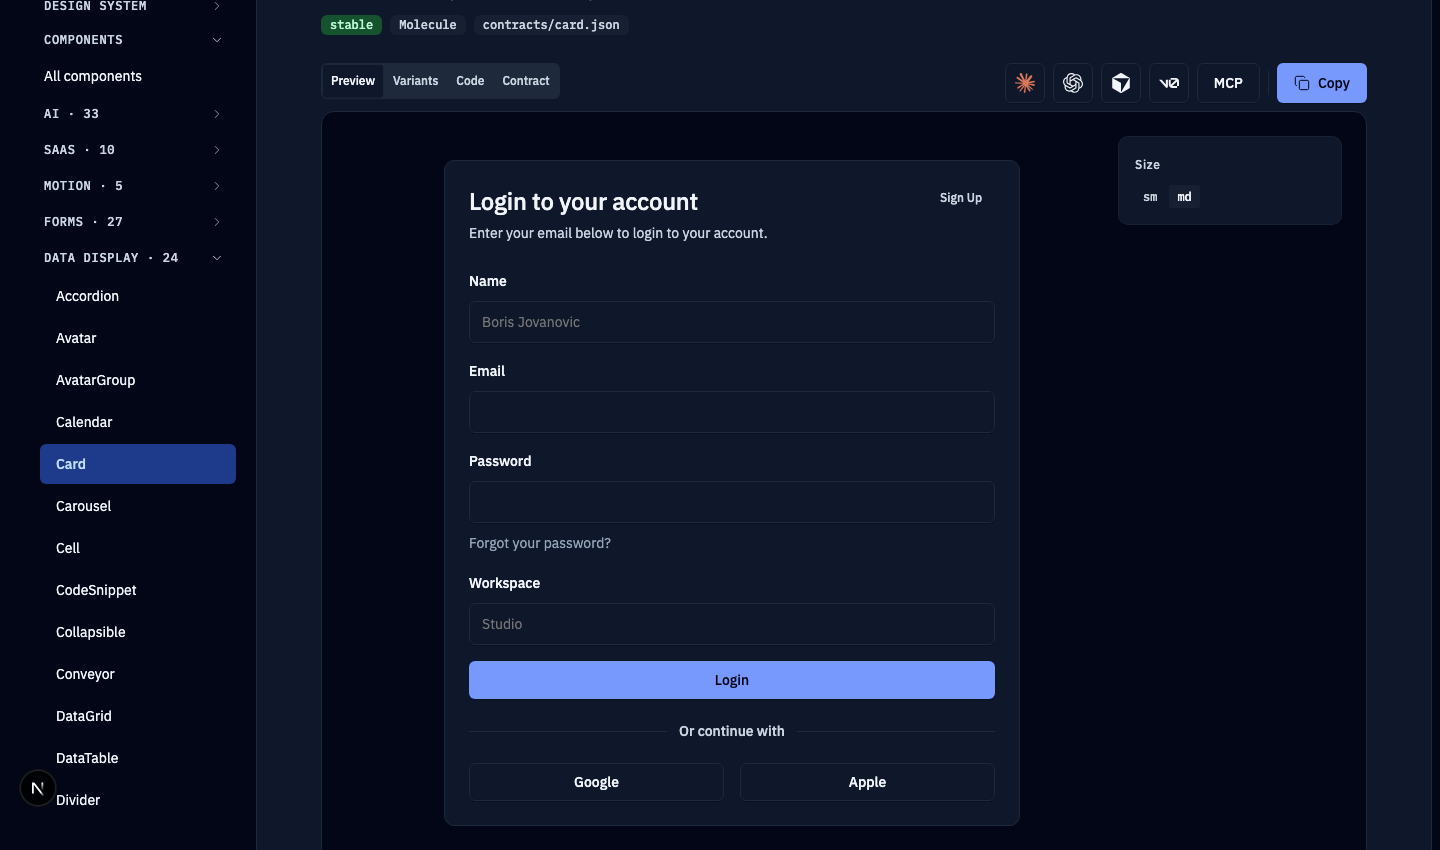 DESIGN SYSTEM
COMPONENTS
All components
AI · 33
SAAS · 10
MOTION · 5
FORMS · 27
DATA DISPLAY · 24
Accordion
Avatar
AvatarGroup
Calendar
Card
Carousel
Cell
CodeSnippet
Collapsible
Conveyor
DataGrid
DataTable
Divider
N
stable
Molecule
contracts/card.json
Preview
Variants
Code
Contract
v0
MCP
Copy
Login to your account
Sign Up
Enter your email below to login to your account.
Name
Boris Jovanovic
Email
Password
Forgot your password?
Workspace
Studio
Login
Or continue with
Google
Apple
Size
sm
md